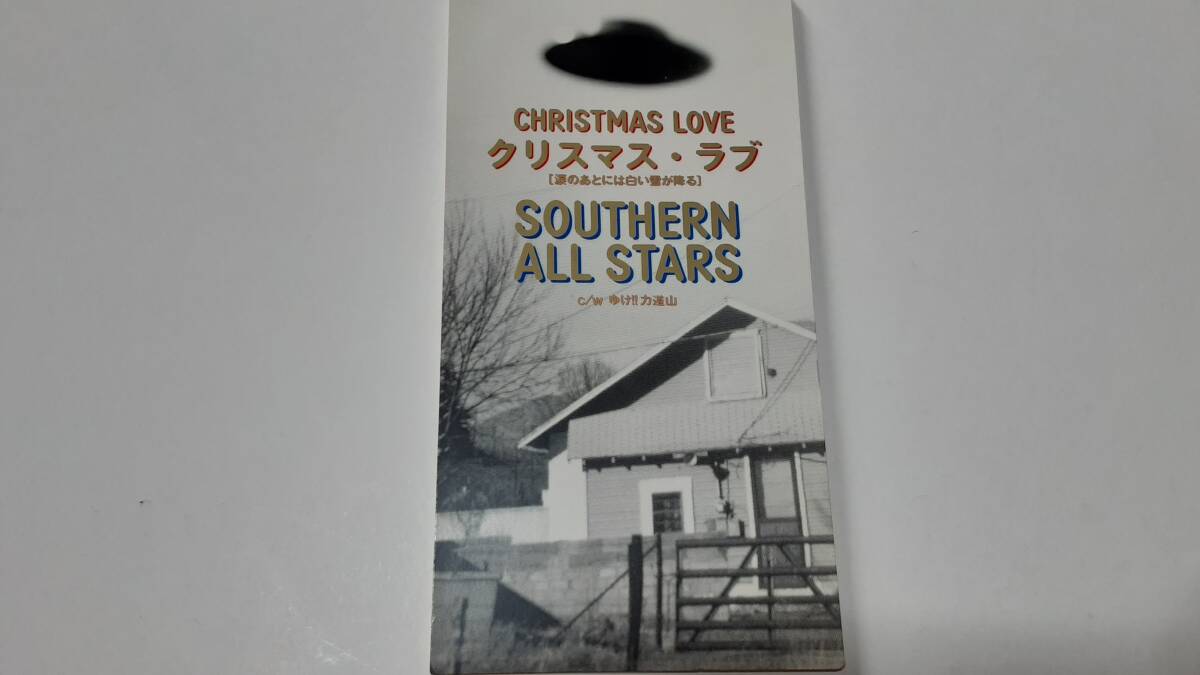 CHRISTMAS LOVE
クリスマス・ラブ
[涙のあとには白い雪が降る]
SOUTHERN
ALL STARS
c/w ゆけ!!力道山